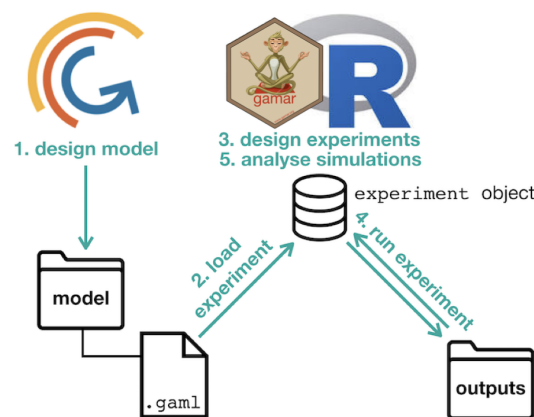 gamar
R
1. design model
3. design experiments
5. analyse simulations
experiment object
2. load
experiment
4. run experiment
model
.gaml
outputs